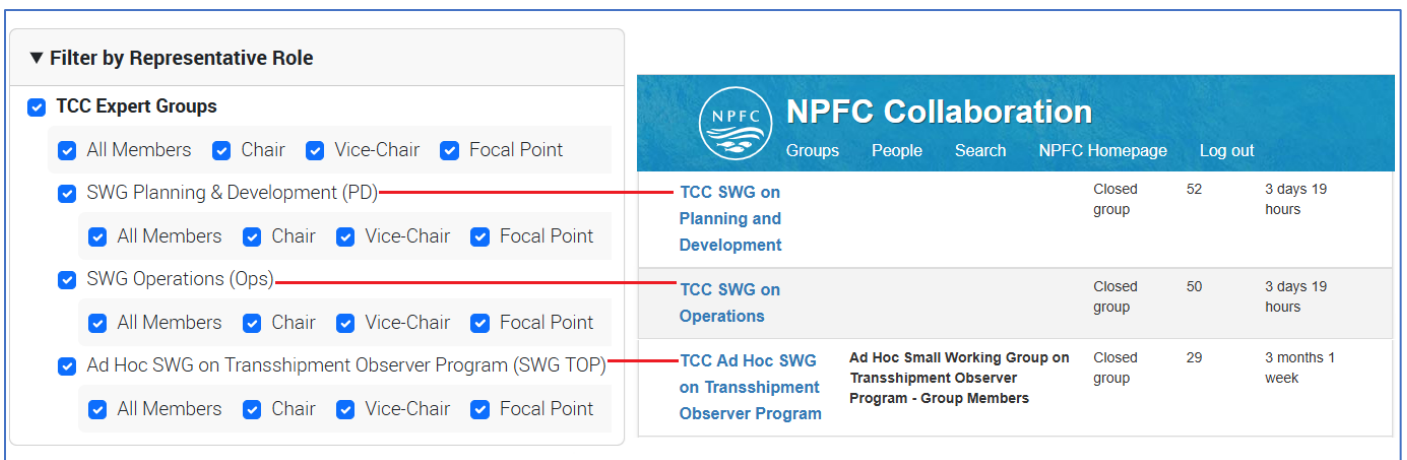 ▼ Filter by Representative Role
TCC Expert Groups
All Members Chair Vice-Chair Focal Point
SWG Planning & Development (PD)
All Members Chair Vice-Chair Focal Point
SWG Operations (Ops)
All Members Chair Vice-Chair Focal Point
Ad Hoc SWG on Transshipment Observer Program (SWG TOP)
All Members Chair Vice-Chair Focal Point
NPFC
NPFC Collaboration
Groups People Search NPFC Homepage Log out
TCC SWG on Closed 52 3 days 19
Planning and group hours
Development
TCC SWG on Closed 50 3 days 19
Operations group hours
TCC Ad Hoc SWG Ad Hoc Small Working Group on Closed 29 3 months 1
on Transshipment Transshipment Observer group week
Observer Program Program - Group Members